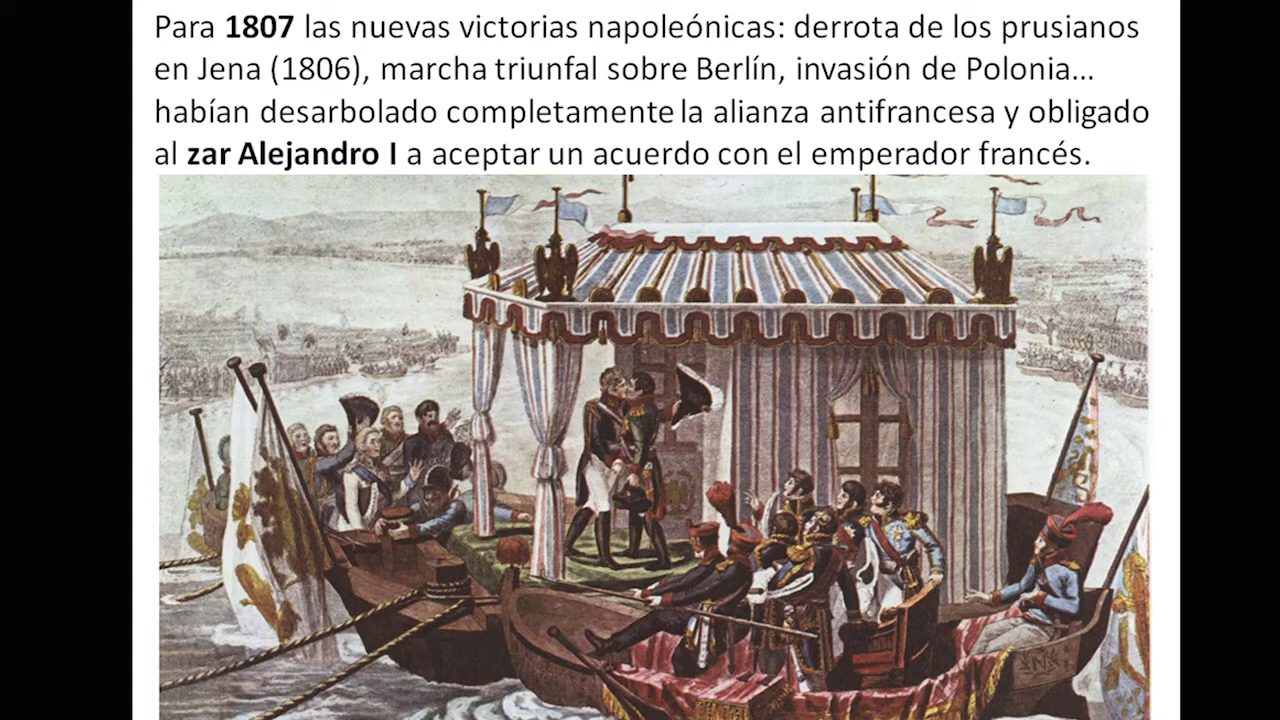 Para 1807 las nuevas victorias napoleónicas: derrota de los prusianos
en Jena (1806), marcha triunfal sobre Berlín, invasión de Polonia...
habían desarbolado completamente la alianza antifrancesa y obligado
al zar Alejandro I a aceptar un acuerdo con el emperador francés.